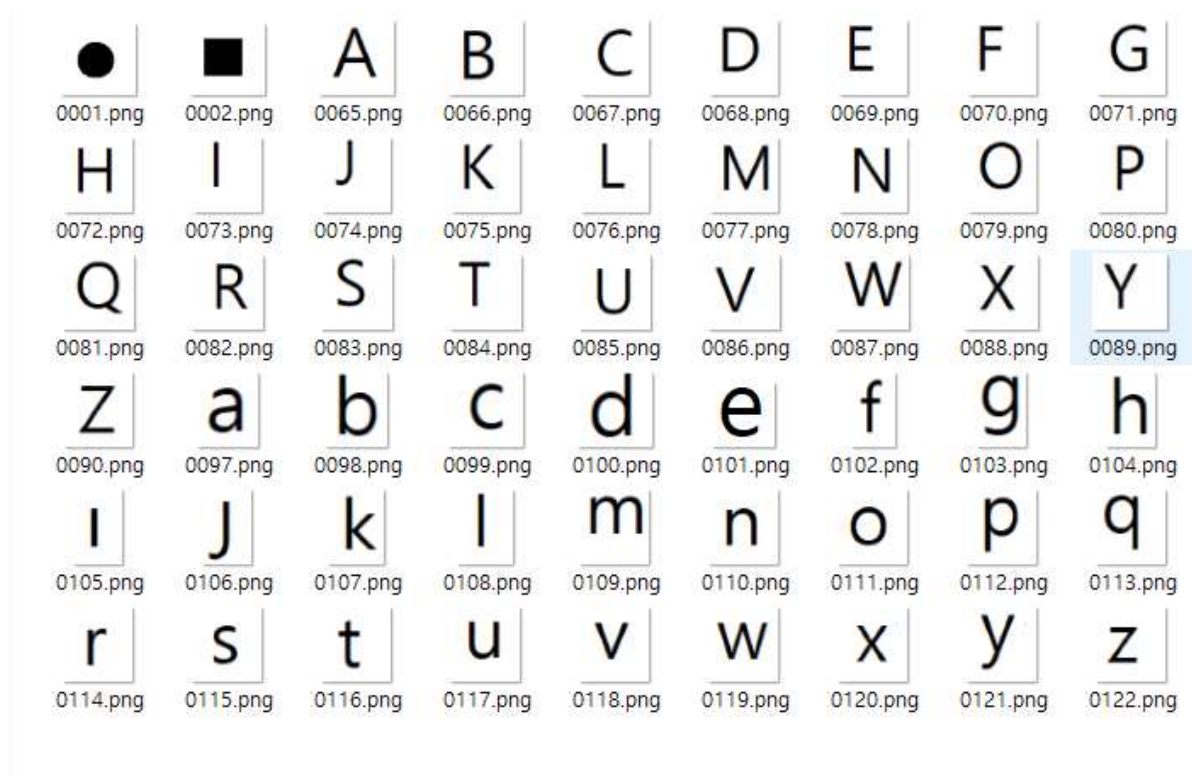 ● ■ A B C D E F G
0001.png 0002.png 0065.png 0066.png 0067.png 0068.png 0069.png 0070.png 0071.png
H I J K L M N O P
0072.png 0073.png 0074.png 0075.png 0076.png 0077.png 0078.png 0079.png 0080.png
Q R S T U V W X Y
0081.png 0082.png 0083.png 0084.png 0085.png 0086.png 0087.png 0088.png 0089.png
Z a b c d e f g h
0090.png 0097.png 0098.png 0099.png 0100.png 0101.png 0102.png 0103.png 0104.png
ı J k l m n o p q
0105.png 0106.png 0107.png 0108.png 0109.png 0110.png 0111.png 0112.png 0113.png
r s t u v w x y z
0114.png 0115.png 0116.png 0117.png 0118.png 0119.png 0120.png 0121.png 0122.png